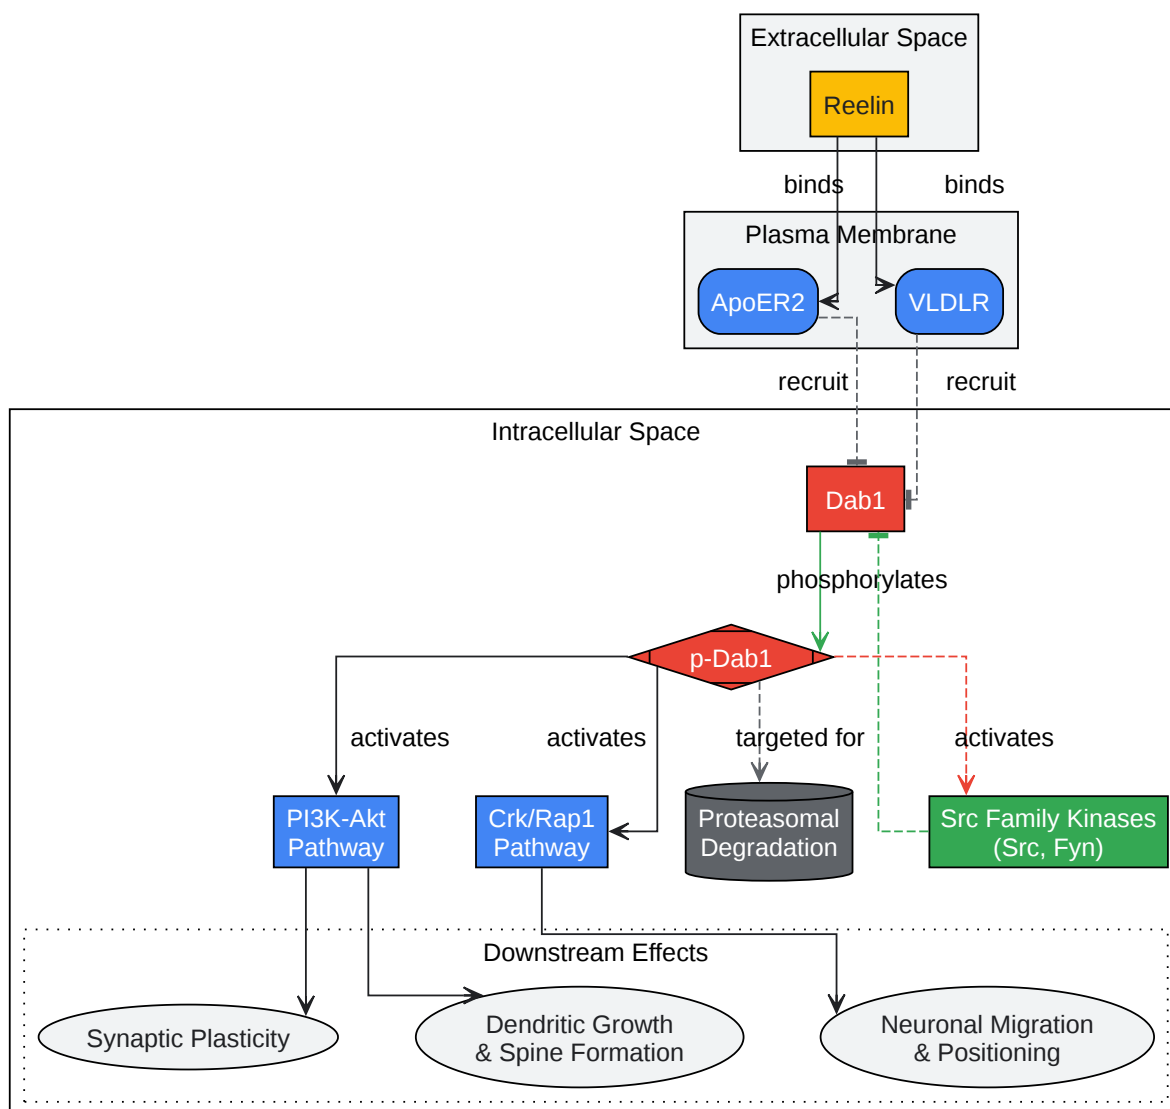 Extracellular Space
Reelin
binds
binds
Plasma Membrane
ApoER2
VLDLR
recruit
recruit
Intracellular Space
Dab1
phosphorylates
p-Dab1
activates
activates
targeted for
activates
PI3K-Akt
Pathway
Crk/Rap1
Pathway
Proteasomal
Degradation
Src Family Kinases
(Src, Fyn)
Downstream Effects
Synaptic Plasticity
Dendritic Growth
& Spine Formation
Neuronal Migration
& Positioning